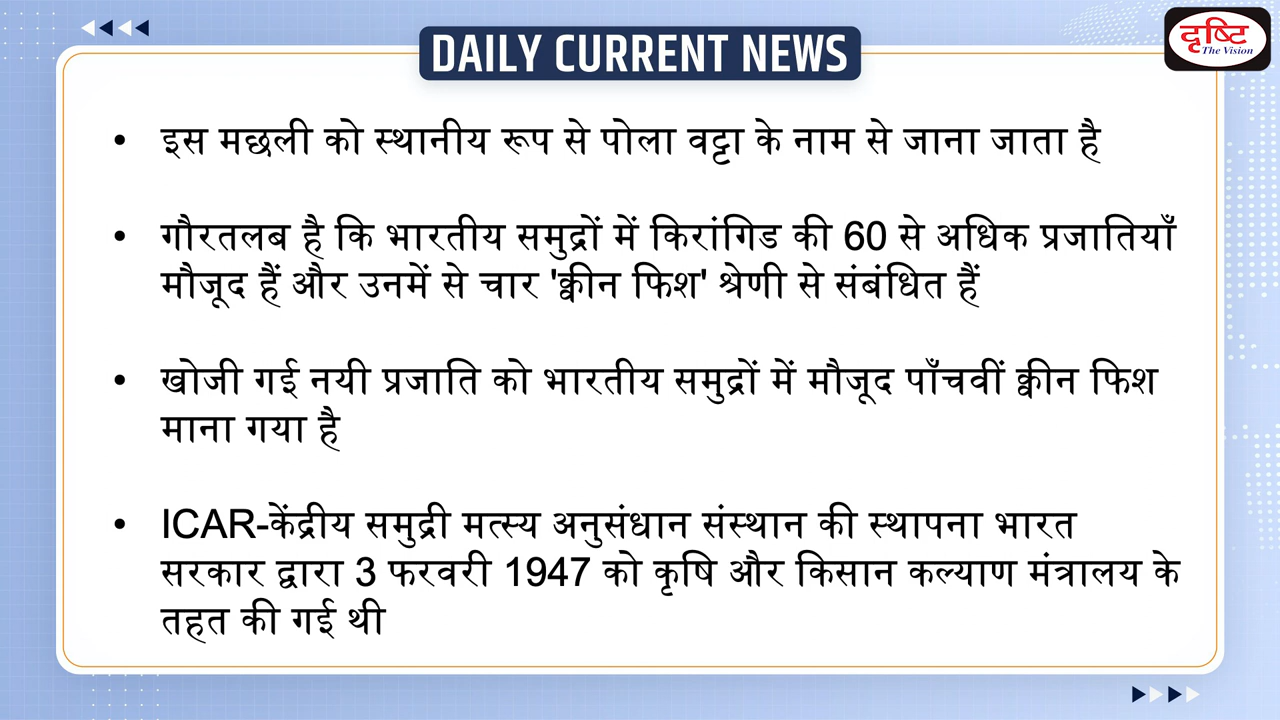 DAILY CURRENT NEWS
दृष्टि
The Vision
• इस मछली को स्थानीय रूप से पोला वट्टा के नाम से जाना जाता है
• गौरतलब है कि भारतीय समुद्रों में किरांगिड की 60 से अधिक प्रजातियाँ
मौजूद हैं और उनमें से चार 'क्वीन फिश' श्रेणी से संबंधित हैं
• खोजी गई नयी प्रजाति को भारतीय समुद्रों में मौजूद पाँचवीं क्वीन फिश
माना गया है
• ICAR-केंद्रीय समुद्री मत्स्य अनुसंधान संस्थान की स्थापना भारत
सरकार द्वारा 3 फरवरी 1947 को कृषि और किसान कल्याण मंत्रालय के
तहत की गई थी